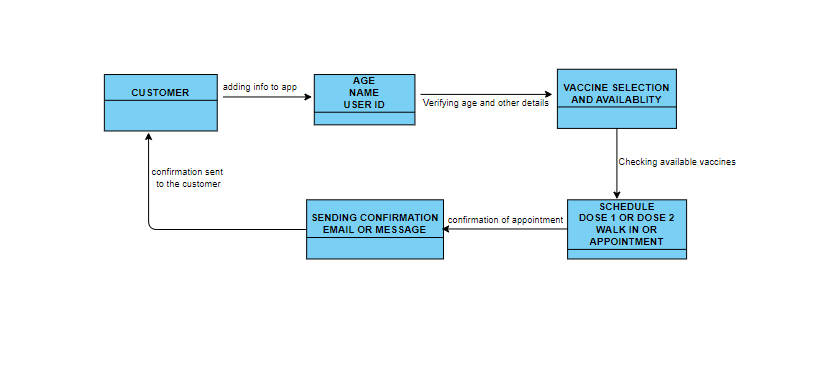 CUSTOMER
adding info to app
AGE
NAME
USER ID
Verifying age and other details
VACCINE SELECTION
AND AVAILABLITY
Checking available vaccines
SCHEDULE
DOSE 1 OR DOSE 2
WALK IN OR
APPOINTMENT
confirmation of appointment
SENDING CONFIRMATION
EMAIL OR MESSAGE
confirmation sent
to the customer